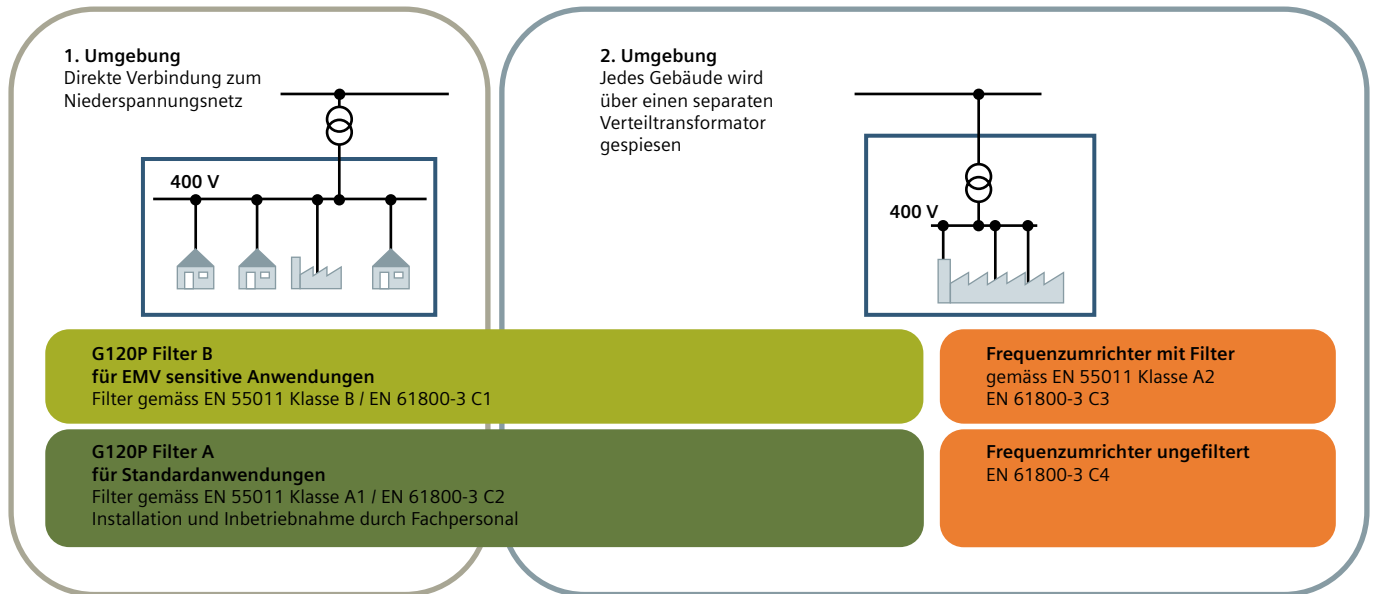 1. Umgebung
Direkte Verbindung zum
Niederspannungsnetz
400 V
2. Umgebung
Jedes Gebäude wird
über einen separaten
Verteiltransformator
gespiesen
400 V
G120P Filter B
für EMV sensitive Anwendungen
Filter gemäss EN 55011 Klasse B / EN 61800-3 C1
Frequenzumrichter mit Filter
gemäss EN 55011 Klasse A2
EN 61800-3 C3
G120P Filter A
für Standardanwendungen
Filter gemäss EN 55011 Klasse A1 / EN 61800-3 C2
Installation und Inbetriebnahme durch Fachpersonal
Frequenzumrichter ungefiltert
EN 61800-3 C4